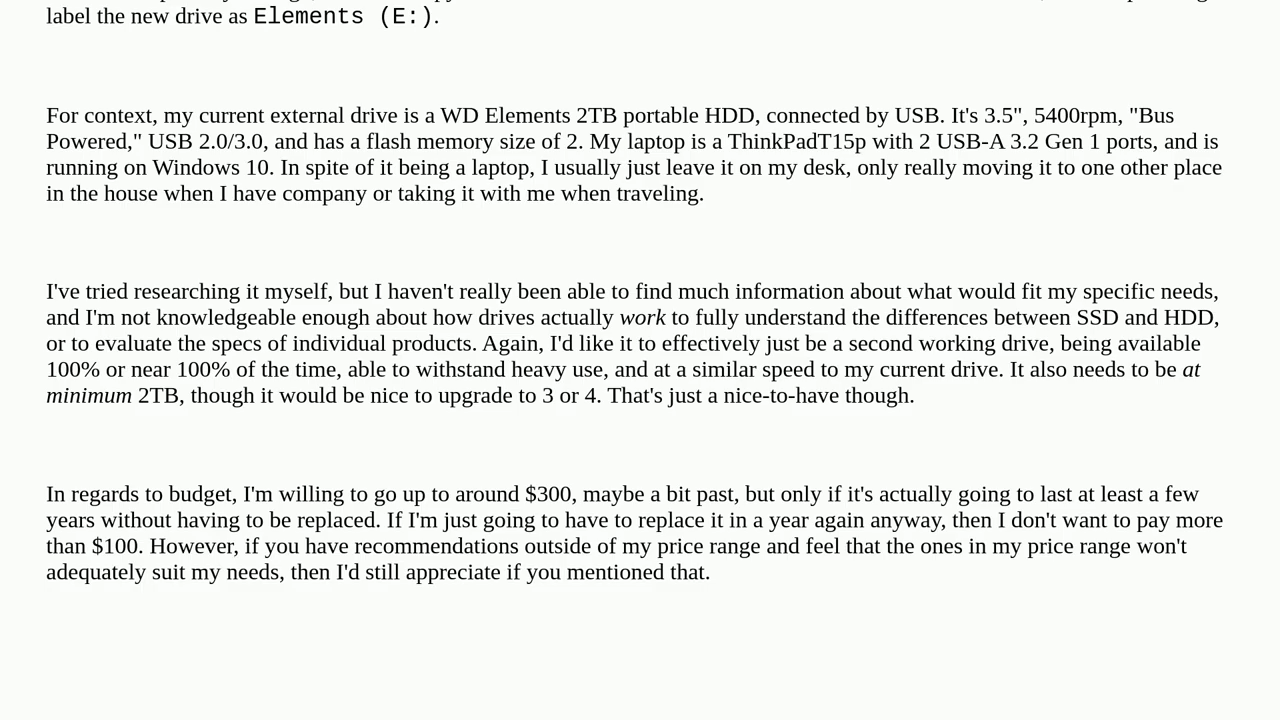 label the new drive as Elements (E:).
For context, my current external drive is a WD Elements 2TB portable HDD, connected by USB. It's 3.5", 5400rpm, "Bus
Powered," USB 2.0/3.0, and has a flash memory size of 2. My laptop is a ThinkPadT15p with 2 USB-A 3.2 Gen 1 ports, and is
running on Windows 10. In spite of it being a laptop, I usually just leave it on my desk, only really moving it to one other place
in the house when I have company or taking it with me when traveling.
I've tried researching it myself, but I haven't really been able to find much information about what would fit my specific needs,
and I'm not knowledgeable enough about how drives actually work to fully understand the differences between SSD and HDD,
or to evaluate the specs of individual products. Again, I'd like it to effectively just be a second working drive, being available
100% or near 100% of the time, able to withstand heavy use, and at a similar speed to my current drive. It also needs to be at
minimum 2TB, though it would be nice to upgrade to 3 or 4. That's just a nice-to-have though.
In regards to budget, I'm willing to go up to around $300, maybe a bit past, but only if it's actually going to last at least a few
years without having to be replaced. If I'm just going to have to replace it in a year again anyway, then I don't want to pay more
than $100. However, if you have recommendations outside of my price range and feel that the ones in my price range won't
adequately suit my needs, then I'd still appreciate if you mentioned that.